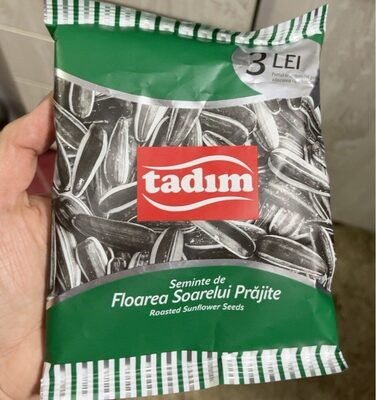 3 LEI
tadım
Seminte de
Floarea Soarelui Prăjite
Roasted Sunflower Seeds